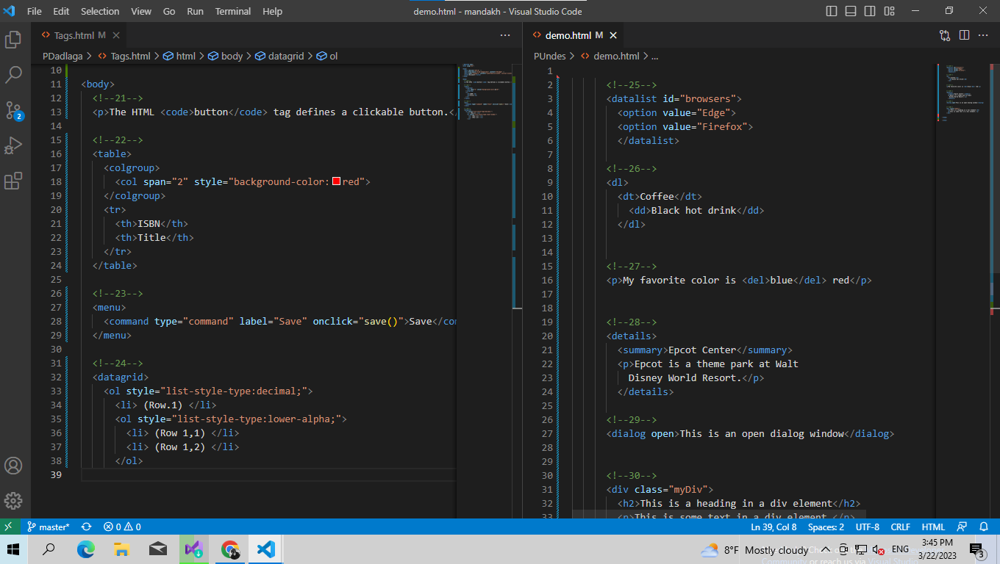 File Edit Selection View Go Run Terminal Help
demo.html - mandakh - Visual Studio Code
Tags.html M
PDadlaga > Tags.html > html > body > datagrid > ol
10
11 <body>
12 <!--21-->
13 <p>The HTML <code>button</code> tag defines a clickable button.</
14
15 <!--22-->
16 <table>
17 <colgroup>
18 <col span="2" style="background-color:red">
19 </colgroup>
20 <tr>
21 <th>ISBN</th>
22 <th>Title</th>
23 </tr>
24 </table>
25
26 <!--23-->
27 <menu>
28 <command type="command" label="Save" onclick="save()">Save</com
29 </menu>
30
31 <!--24-->
32 <datagrid>
33 <ol style="list-style-type:decimal;">
34 <li> (Row.1) </li>
35 <ol style="list-style-type:lower-alpha;">
36 <li> (Row 1,1) </li>
37 <li> (Row 1,2) </li>
38 </ol>
39
demo.html M
PUndes > demo.html > ...
1
2 <!--25-->
3 <datalist id="browsers">
4 <option value="Edge">
5 <option value="Firefox">
6 </datalist>
7
8 <!--26-->
9 <dl>
10 <dt>Coffee</dt>
11 <dd>Black hot drink</dd>
12 </dl>
13
14
15 <!--27-->
16 <p>My favorite color is <del>blue</del> red</p>
17
18
19 <!--28-->
20 <details>
21 <summary>Epcot Center</summary>
22 <p>Epcot is a theme park at Walt
23 Disney World Resort.</p>
24 </details>
25
26 <!--29-->
27 <dialog open>This is an open dialog window</dialog>
28
29
30 <!--30-->
31 <div class="myDiv">
32 <h2>This is a heading in a div element</h2>
33 <p>This is some text in a div element.</p>
2
master* 0 0
Ln 39, Col 8 Spaces: 2 UTF-8 CRLF HTML
8°F Mostly cloudy ENG 3:45 PM
3/22/2023 3